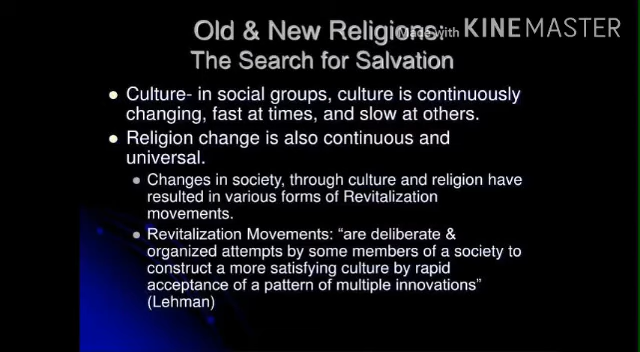 Old & New Religions:
Made with KINEMASTER
The Search for Salvation
Culture- in social groups, culture is continuously
changing, fast at times, and slow at others.
Religion change is also continuous and
universal.
Changes in society, through culture and religion have
resulted in various forms of Revitalization
movements.
Revitalization Movements: “are deliberate &
organized attempts by some members of a society to
construct a more satisfying culture by rapid
acceptance of a pattern of multiple innovations”
(Lehman)